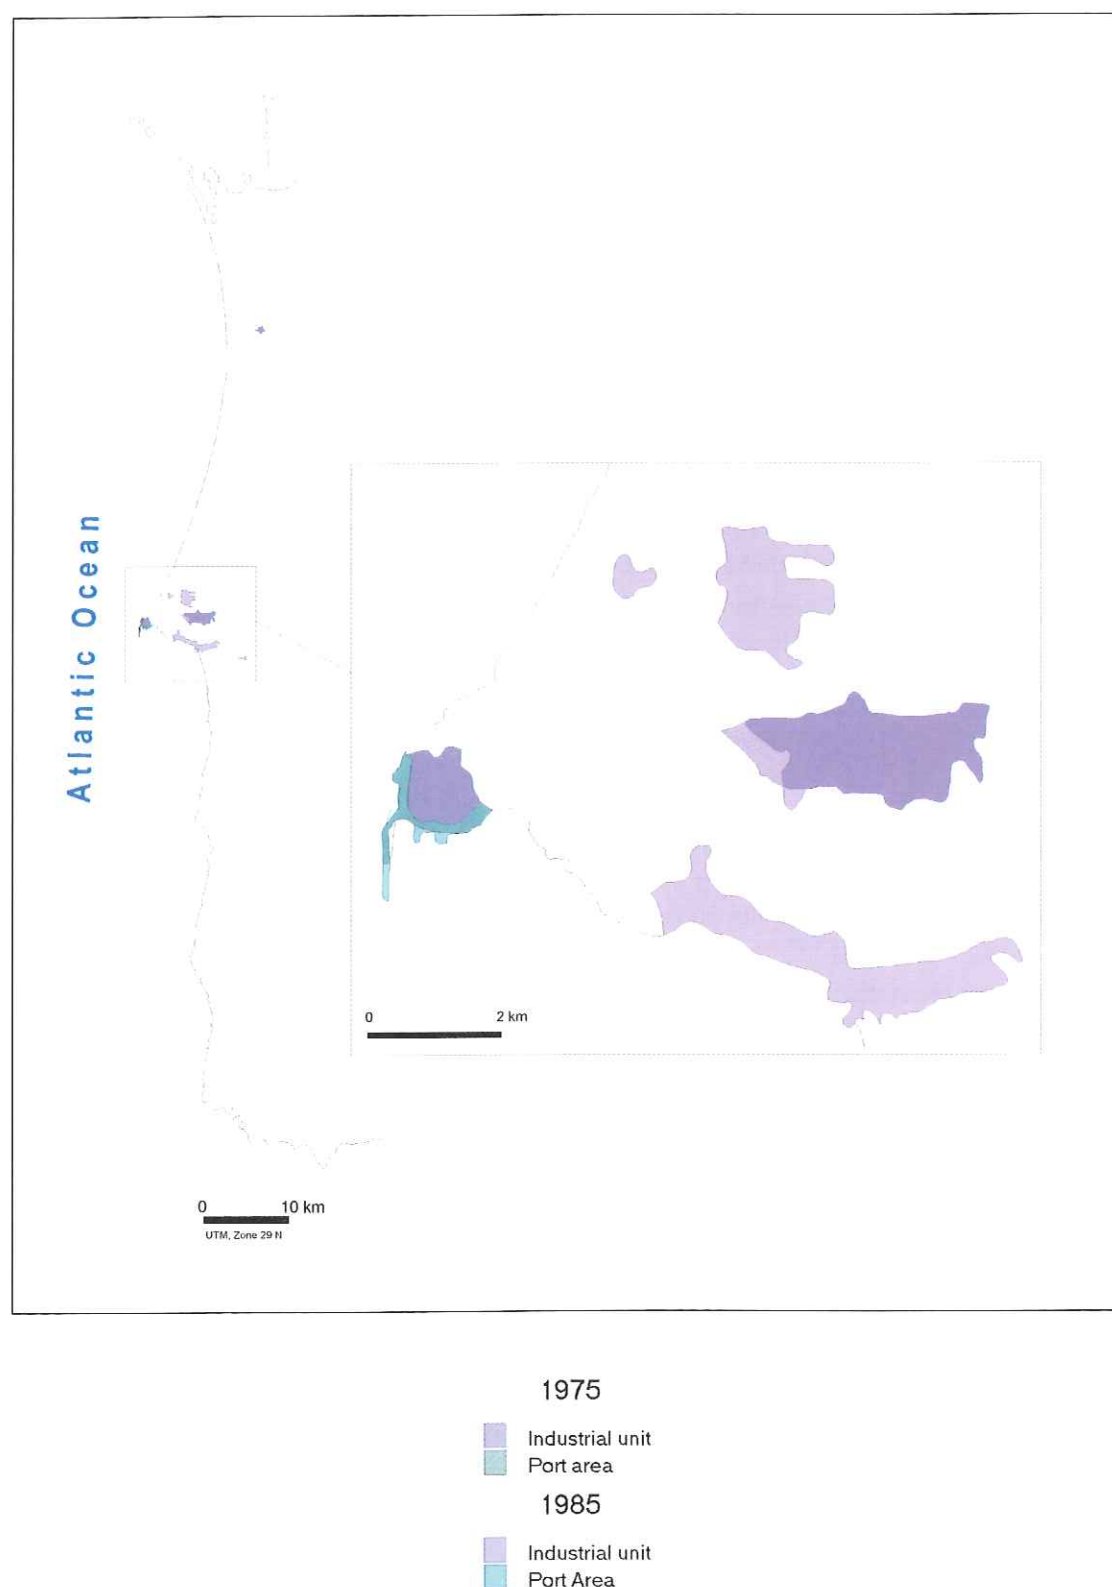 Atlantic Ocean
0 2 km
0 10 km
UTM, Zone 29 N
1975
Industrial unit
Port area
1985
Industrial unit
Port Area